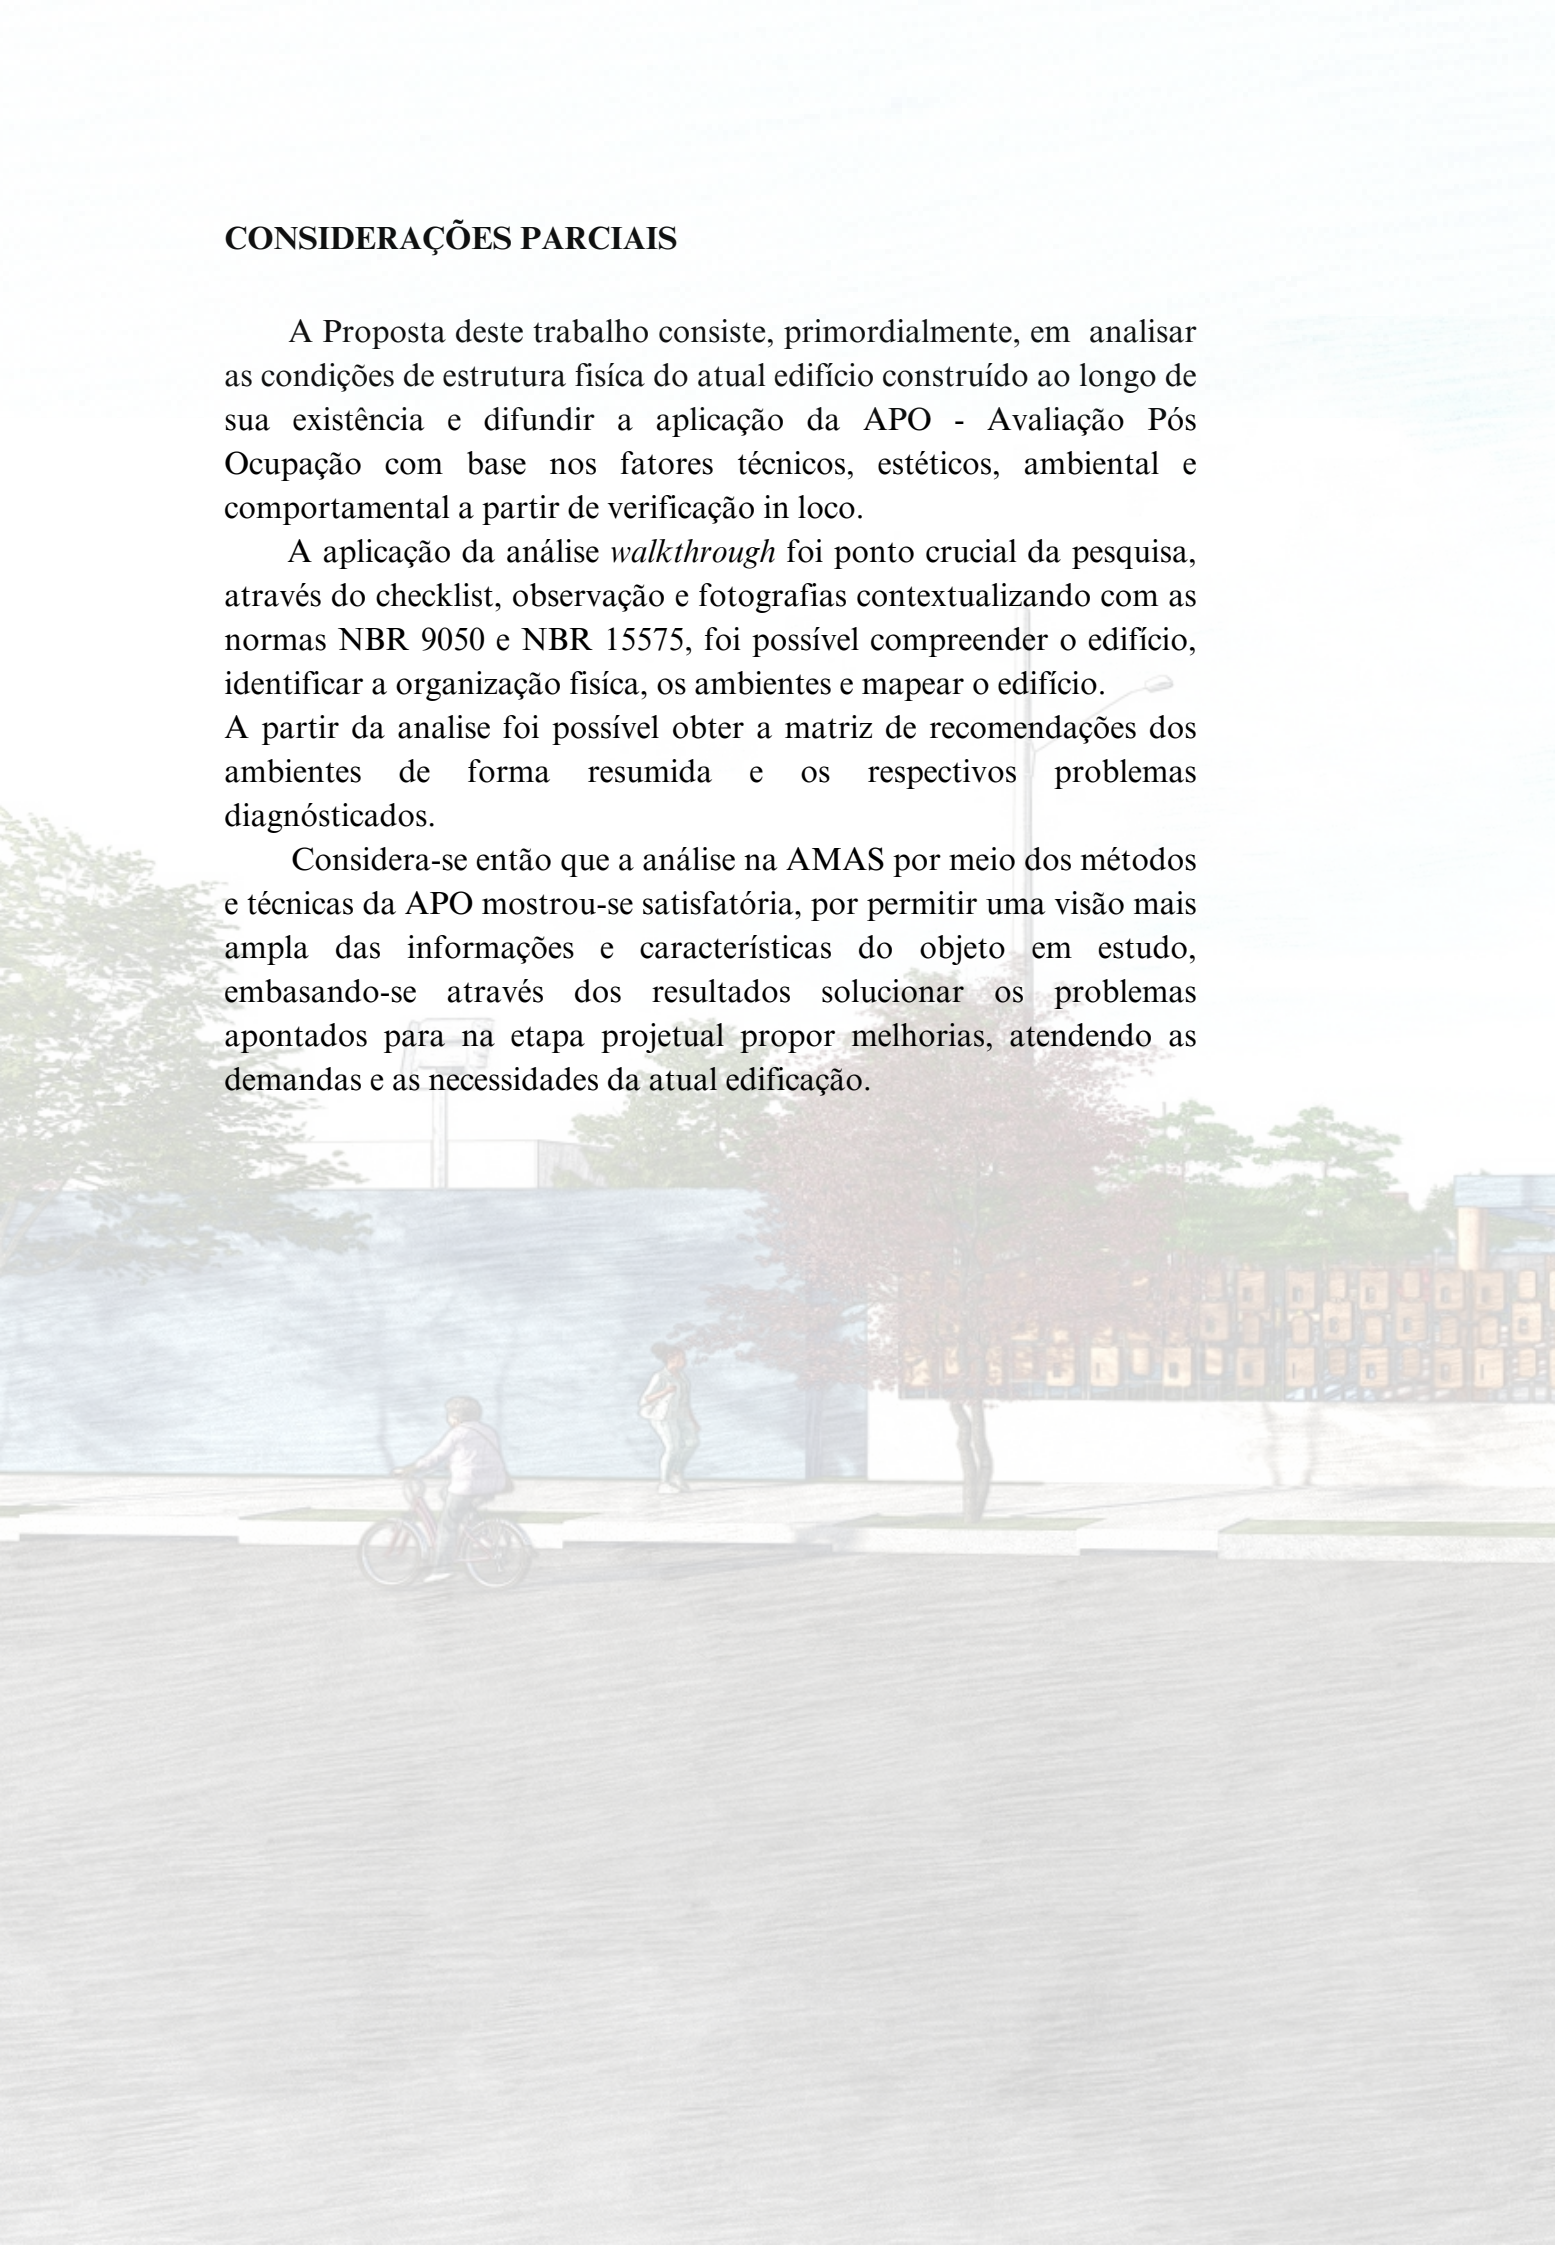 CONSIDERAÇÕES PARCIAIS
A Proposta deste trabalho consiste, primordialmente, em analisar
as condições de estrutura fisíca do atual edifício construído ao longo de
sua existência e difundir a aplicação da APO - Avaliação Pós
Ocupação com base nos fatores técnicos, estéticos, ambiental e
comportamental a partir de verificação in loco.
A aplicação da análise walkthrough foi ponto crucial da pesquisa,
através do checklist, observação e fotografias contextualizando com as
normas NBR 9050 e NBR 15575, foi possível compreender o edifício,
identificar a organização fisíca, os ambientes e mapear o edifício.
A partir da analise foi possível obter a matriz de recomendações dos
ambientes de forma resumida e os respectivos problemas
diagnósticados.
Considera-se então que a análise na AMAS por meio dos métodos
e técnicas da APO mostrou-se satisfatória, por permitir uma visão mais
ampla das informações e características do objeto em estudo,
embasando-se através dos resultados solucionar os problemas
apontados para na etapa projetual propor melhorias, atendendo as
demandas e as necessidades da atual edificação.